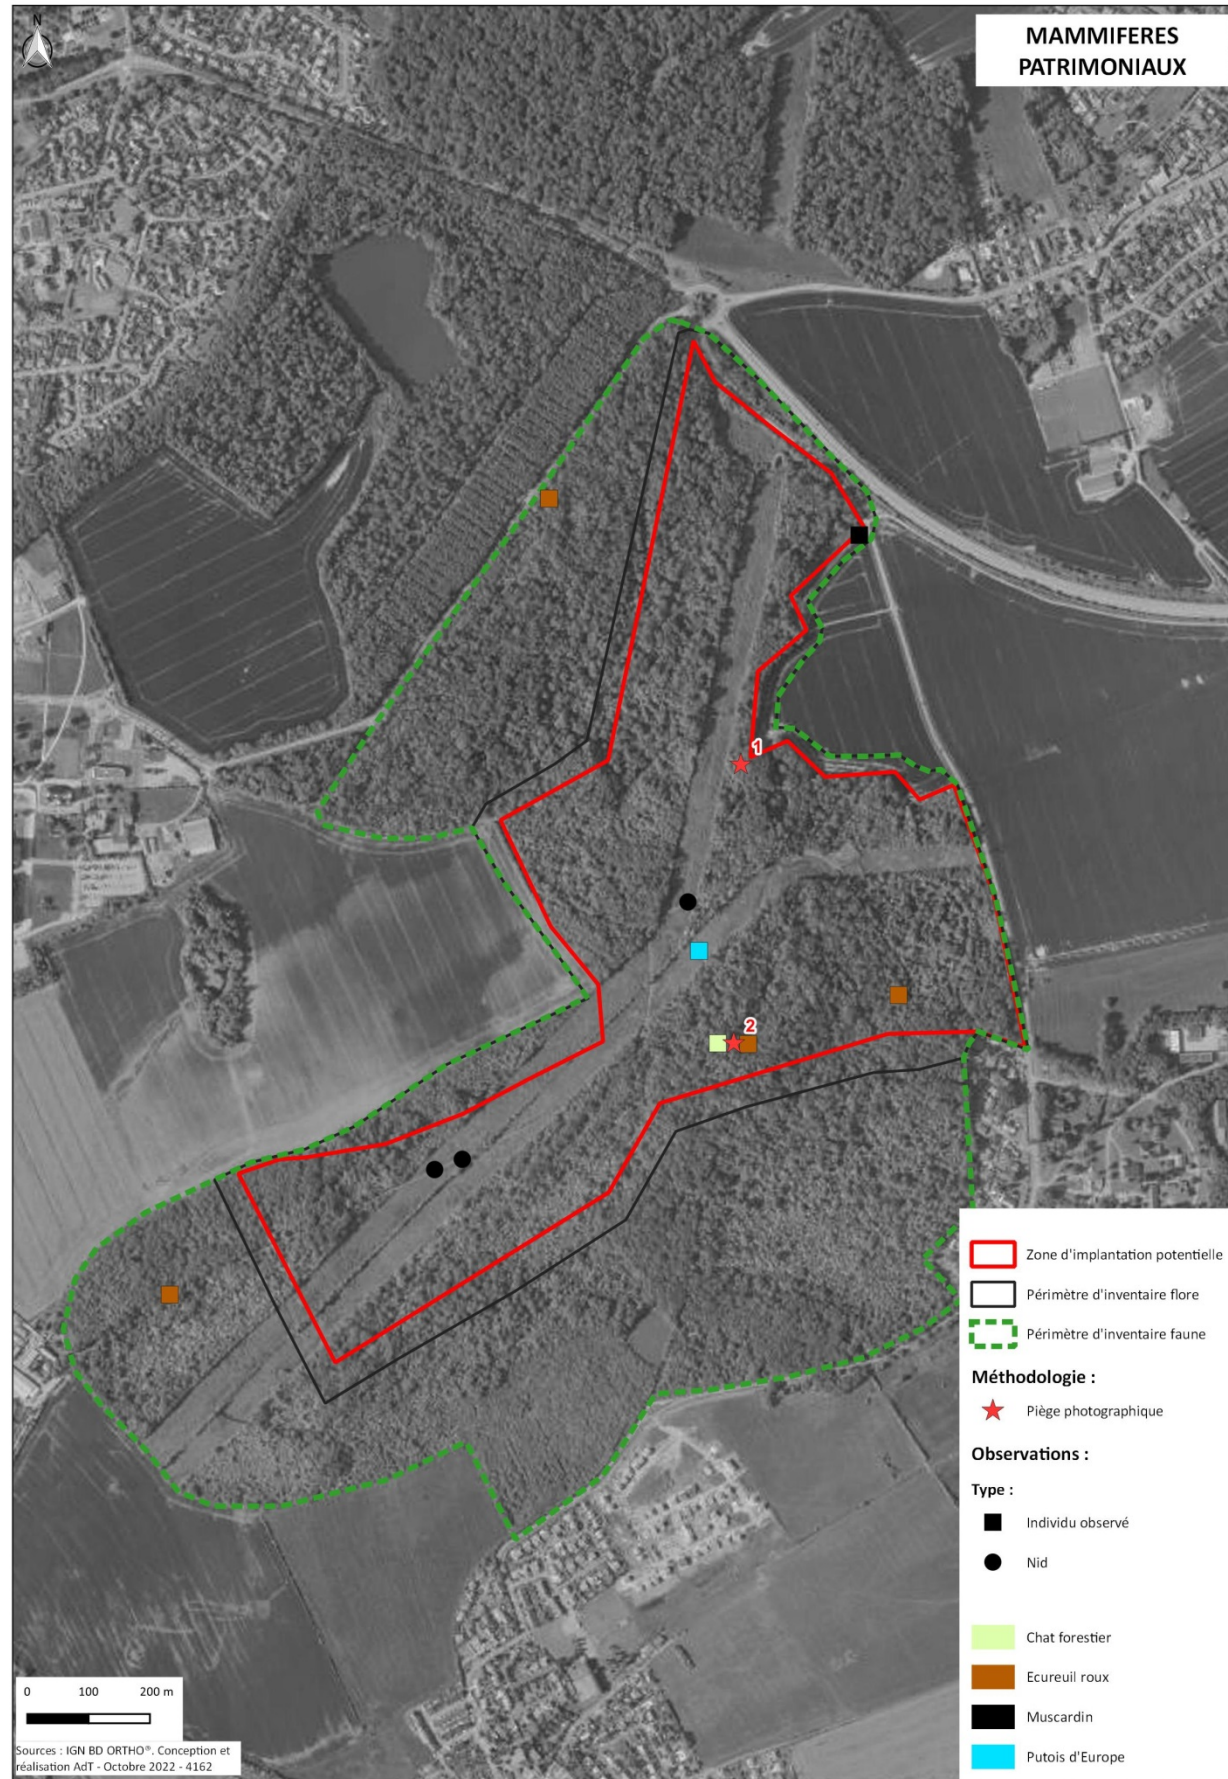 N
MAMMIFERES
PATRIMONIAUX
1
2
Zone d'implantation potentielle
Périmètre d'inventaire flore
Périmètre d'inventaire faune
Méthodologie :
Piège photographique
Observations :
Type :
Individu observé
Nid
Chat forestier
Ecureuil roux
Muscardin
Putois d'Europe
0 100 200 m
Sources : IGN BD ORTHO®. Conception et
réalisation AdT - Octobre 2022 - 4162